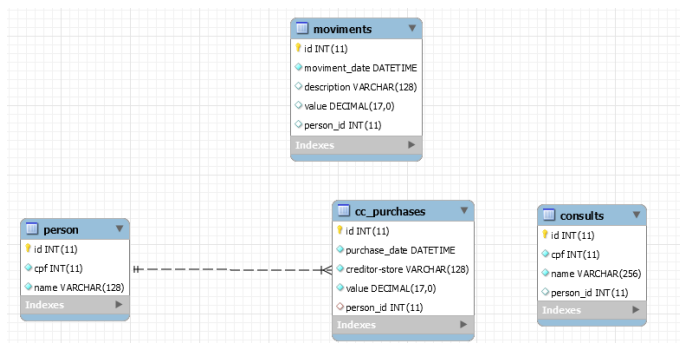 moviments
id INT(11)
moviment_date DATETIME
description VARCHAR(128)
value DECIMAL(17,0)
person_id INT(11)
Indexes
person
id INT(11)
cpf INT(11)
name VARCHAR(128)
Indexes
cc_purchases
id INT(11)
purchase_date DATETIME
creditor-store VARCHAR(128)
value DECIMAL(17,0)
person_id INT(11)
Indexes
consults
id INT(11)
cpf INT(11)
name VARCHAR(256)
person_id INT(11)
Indexes